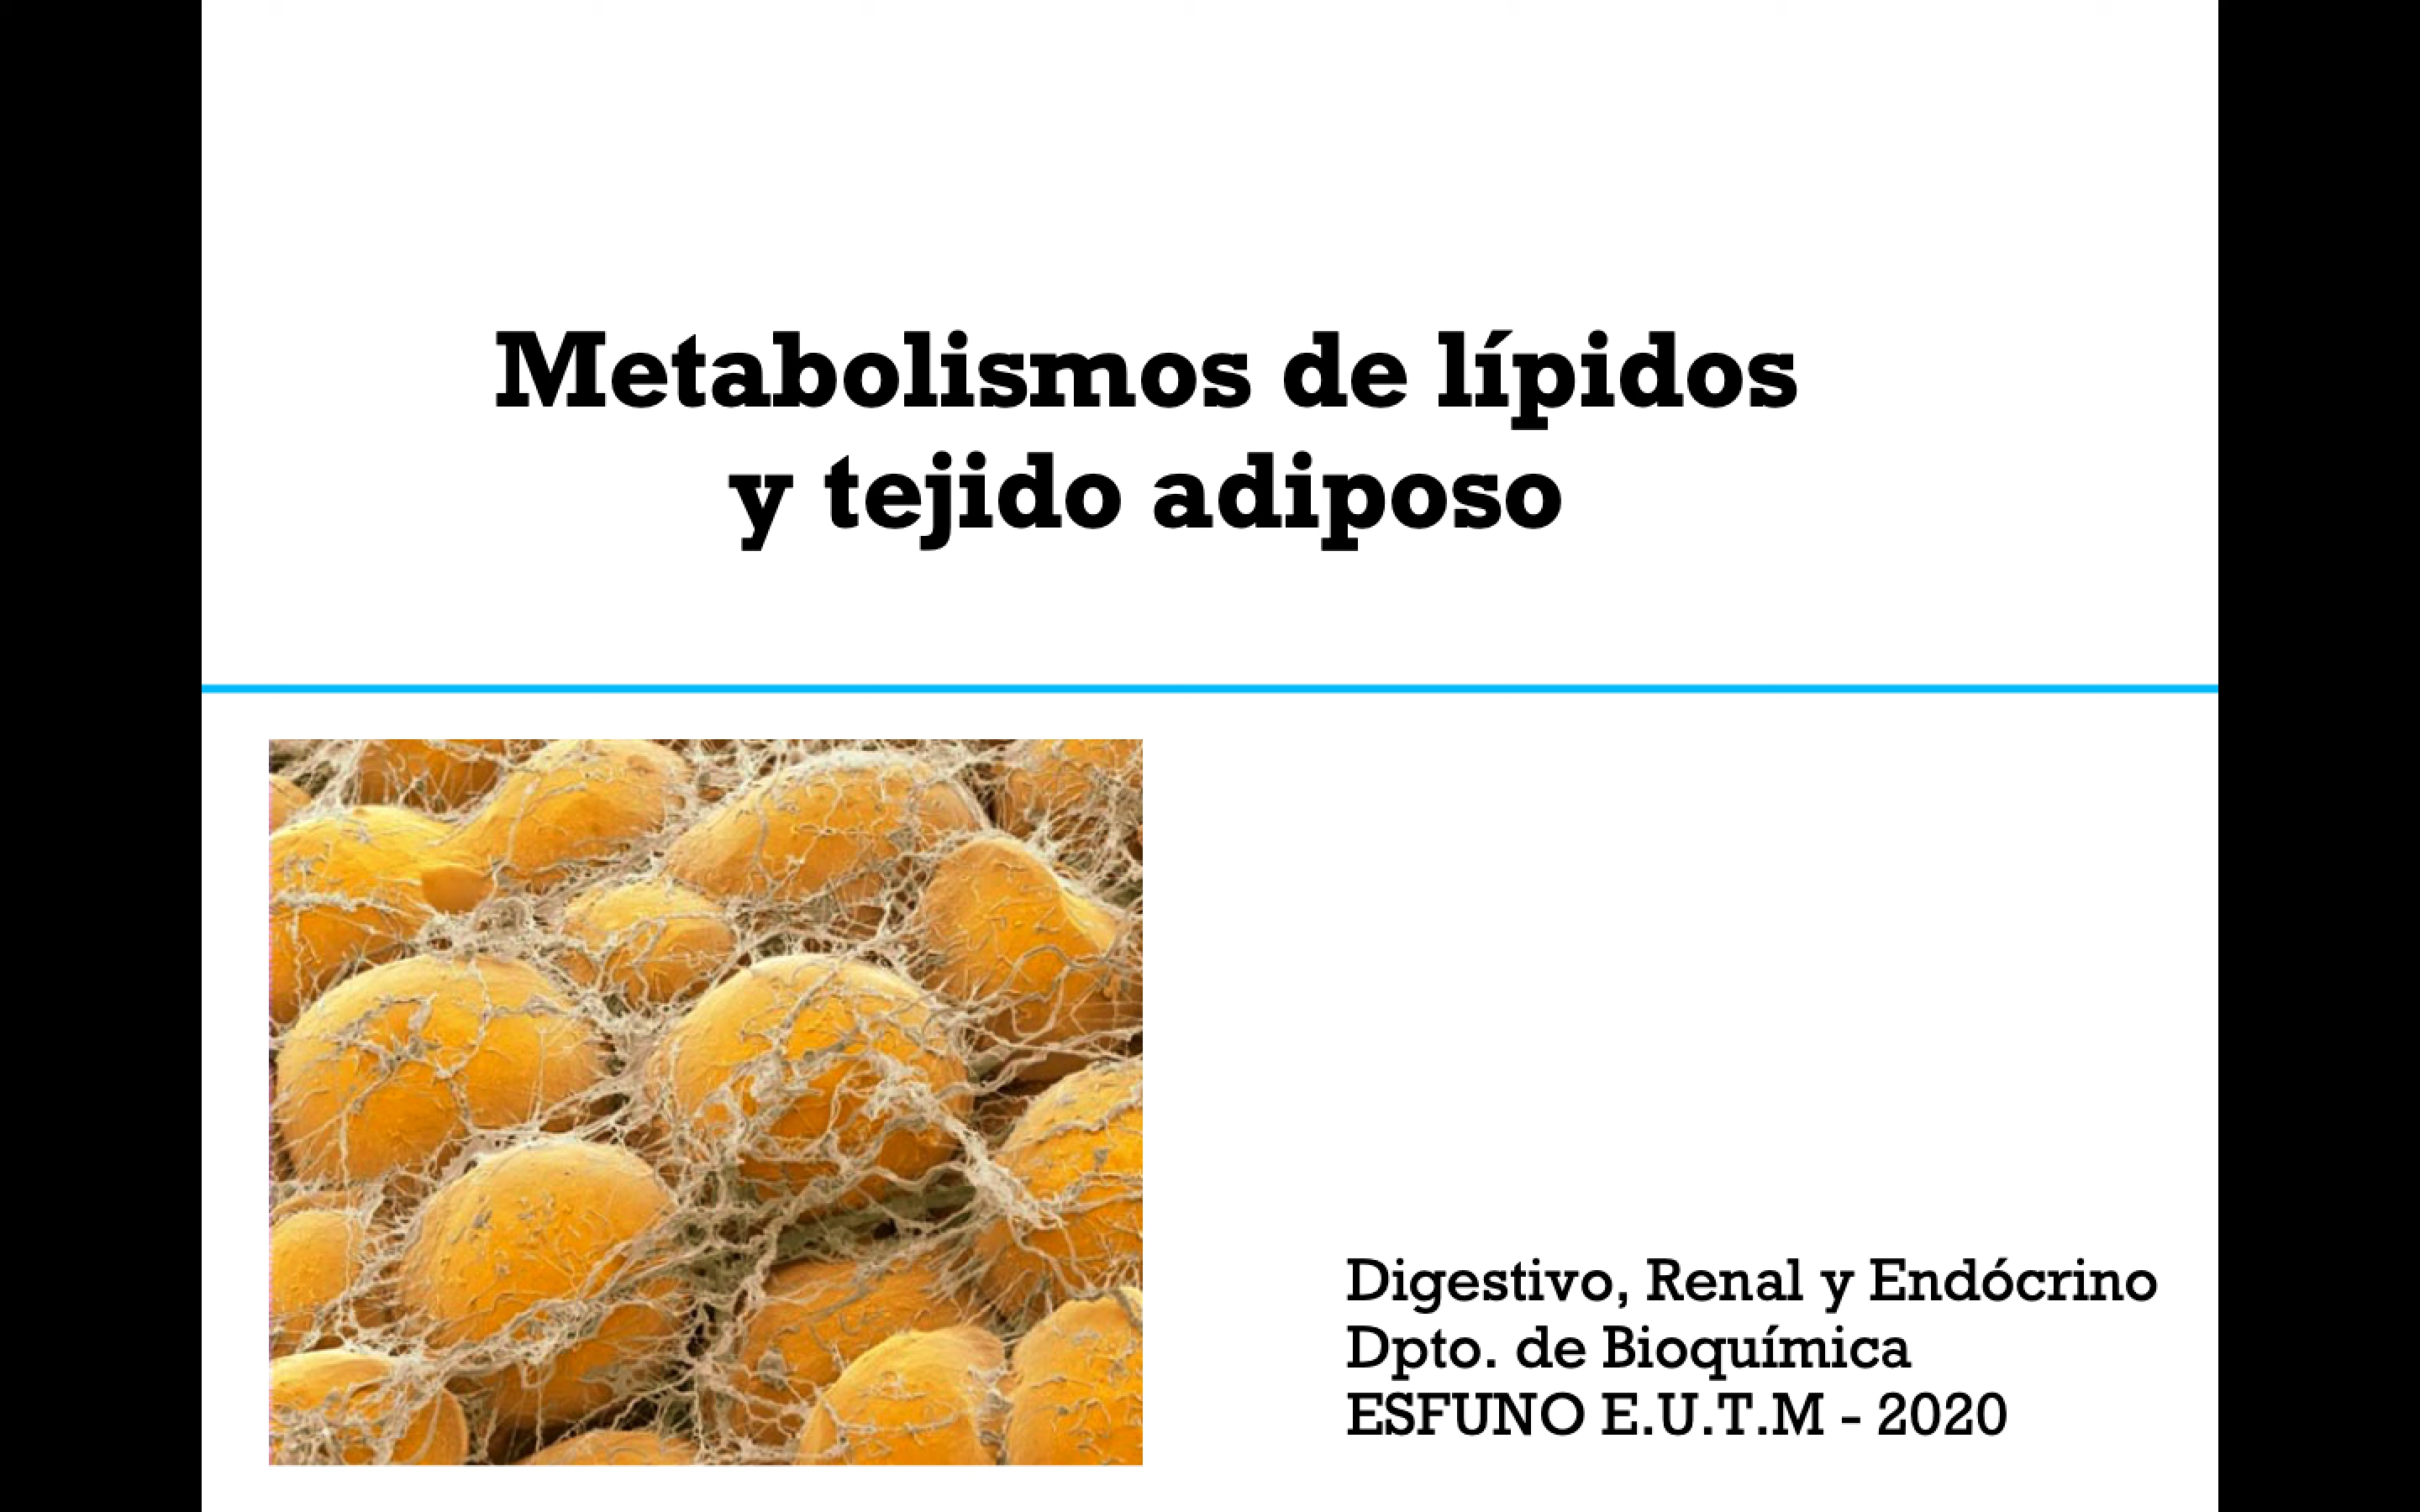 Metabolismos de lípidos
y tejido adiposo
Digestivo, Renal y Endócrino
Dpto. de Bioquímica
ESFUNO E.U.T.M - 2020